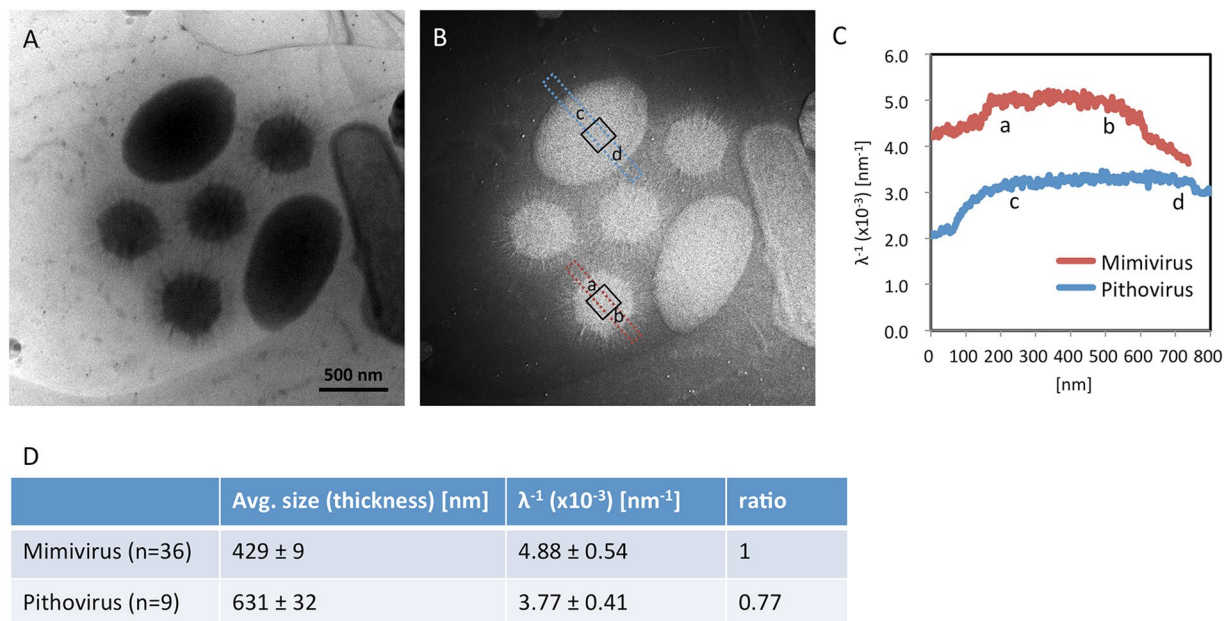 A
500 nm
B
c
d
a
b
C
6.0
5.0
4.0
3.0
2.0
1.0
0.0
λ⁻¹ (x10⁻³) [nm⁻¹]
a
b
c
d
Mimivirus
Pithovirus
0 100 200 300 400 500 600 700 800
[nm]
D
Avg. size (thickness) [nm] λ⁻¹ (x10⁻³) [nm⁻¹] ratio
Mimivirus (n=36) 429 ± 9 4.88 ± 0.54 1
Pithovirus (n=9) 631 ± 32 3.77 ± 0.41 0.77